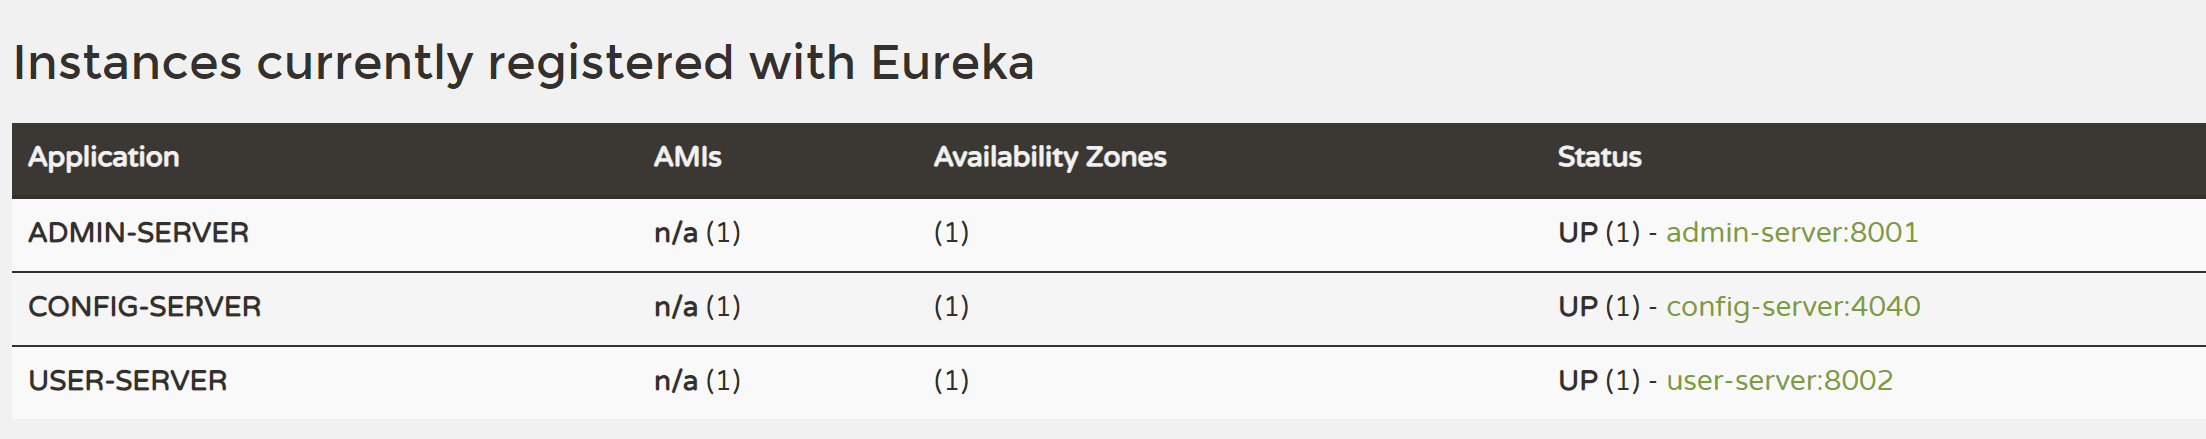 Instances currently registered with Eureka
Application AMIs Availability Zones Status
ADMIN-SERVER n/a (1) (1) UP (1) - admin-server:8001
CONFIG-SERVER n/a (1) (1) UP (1) - config-server:4040
USER-SERVER n/a (1) (1) UP (1) - user-server:8002